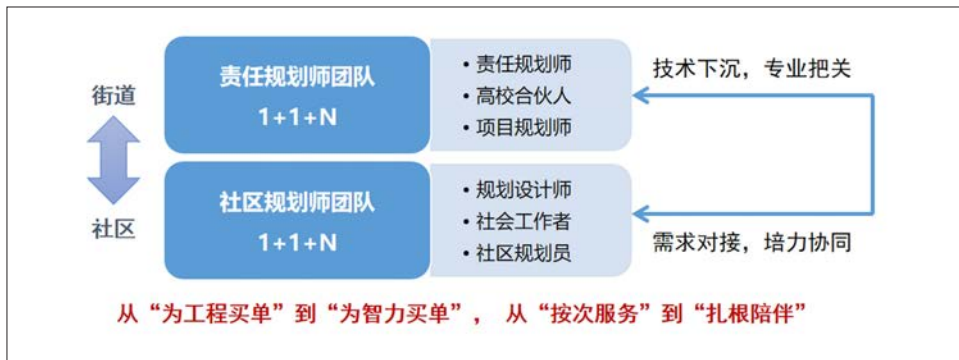 街道
社区
责任规划师团队
1+1+N
• 责任规划师
• 高校合伙人
• 项目规划师
技术下沉，专业把关
社区规划师团队
1+1+N
• 规划设计师
• 社会工作者
• 社区规划员
需求对接，培力协同
从“为工程买单”到“为智力买单”，从“按次服务”到“扎根陪伴”